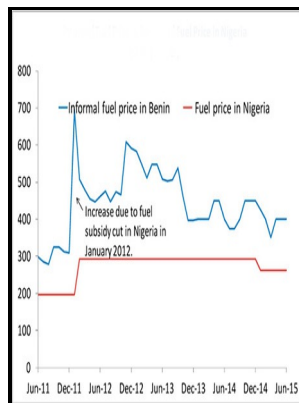 800
700
Informal fuel price in Benin
Fuel price in Nigeria
600
500
400
Increase due to fuel
subsidy cut in Nigeria in
January 2012.
300
200
100
0
Jun-11
Dec-11
Jun-12
Dec-12
Jun-13
Dec-13
Jun-14
Dec-14
Jun-15